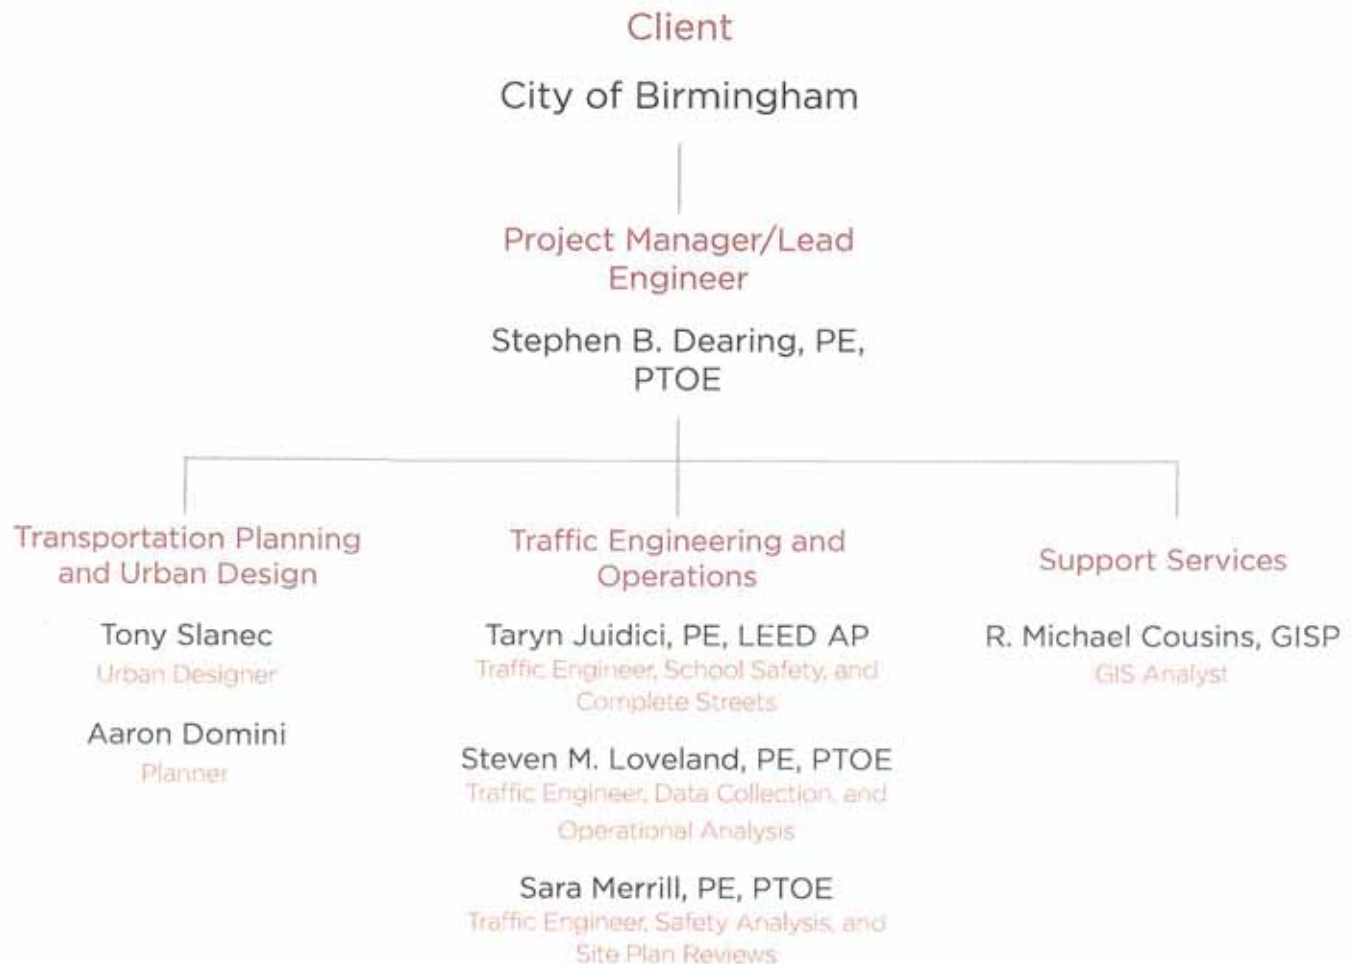 Client
City of Birmingham
Project Manager/Lead
Engineer
Stephen B. Dearing, PE,
PTOE
Transportation Planning
and Urban Design
Tony Slanec
Urban Designer
Aaron Domini
Planner
Traffic Engineering and
Operations
Taryn Juidici, PE, LEED AP
Traffic Engineer, School Safety, and
Complete Streets
Steven M. Loveland, PE, PTOE
Traffic Engineer, Data Collection, and
Operational Analysis
Sara Merrill, PE, PTOE
Traffic Engineer, Safety Analysis, and
Site Plan Reviews
Support Services
R. Michael Cousins, GISP
GIS Analyst